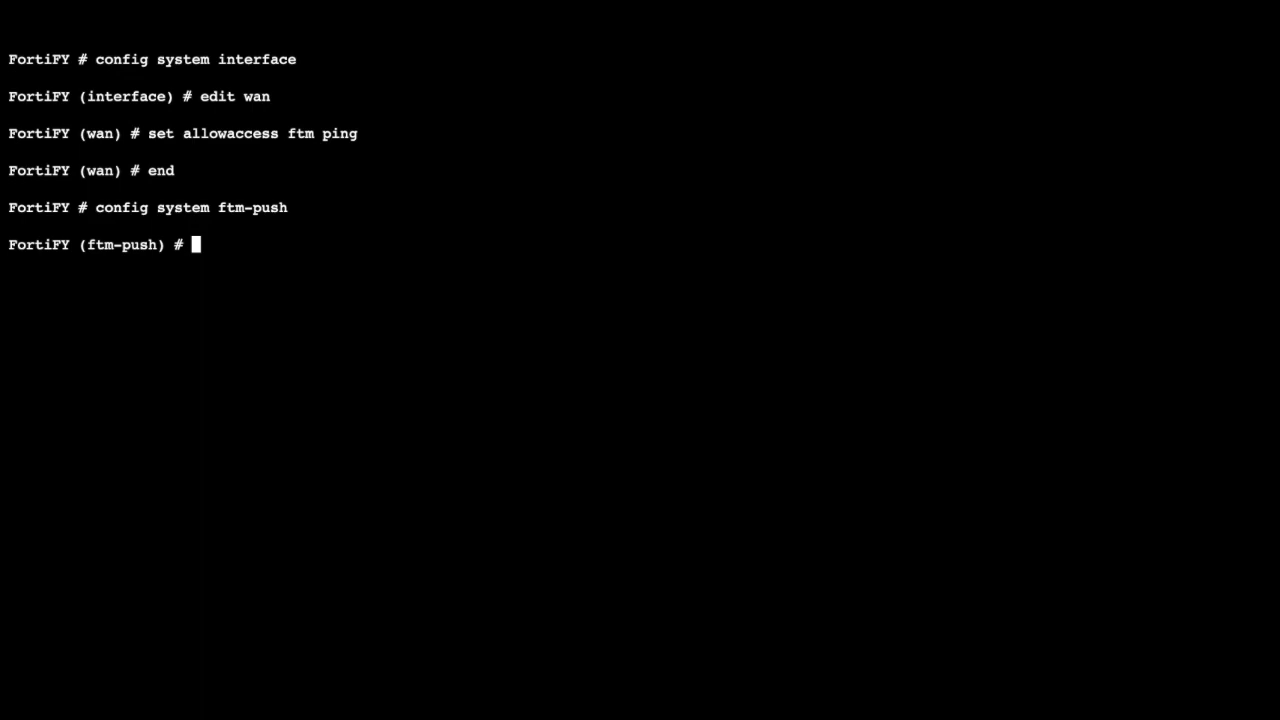 FortiFY # config system interface
FortiFY (interface) # edit wan
FortiFY (wan) # set allowaccess ftm ping
FortiFY (wan) # end
FortiFY # config system ftm-push
FortiFY (ftm-push) #